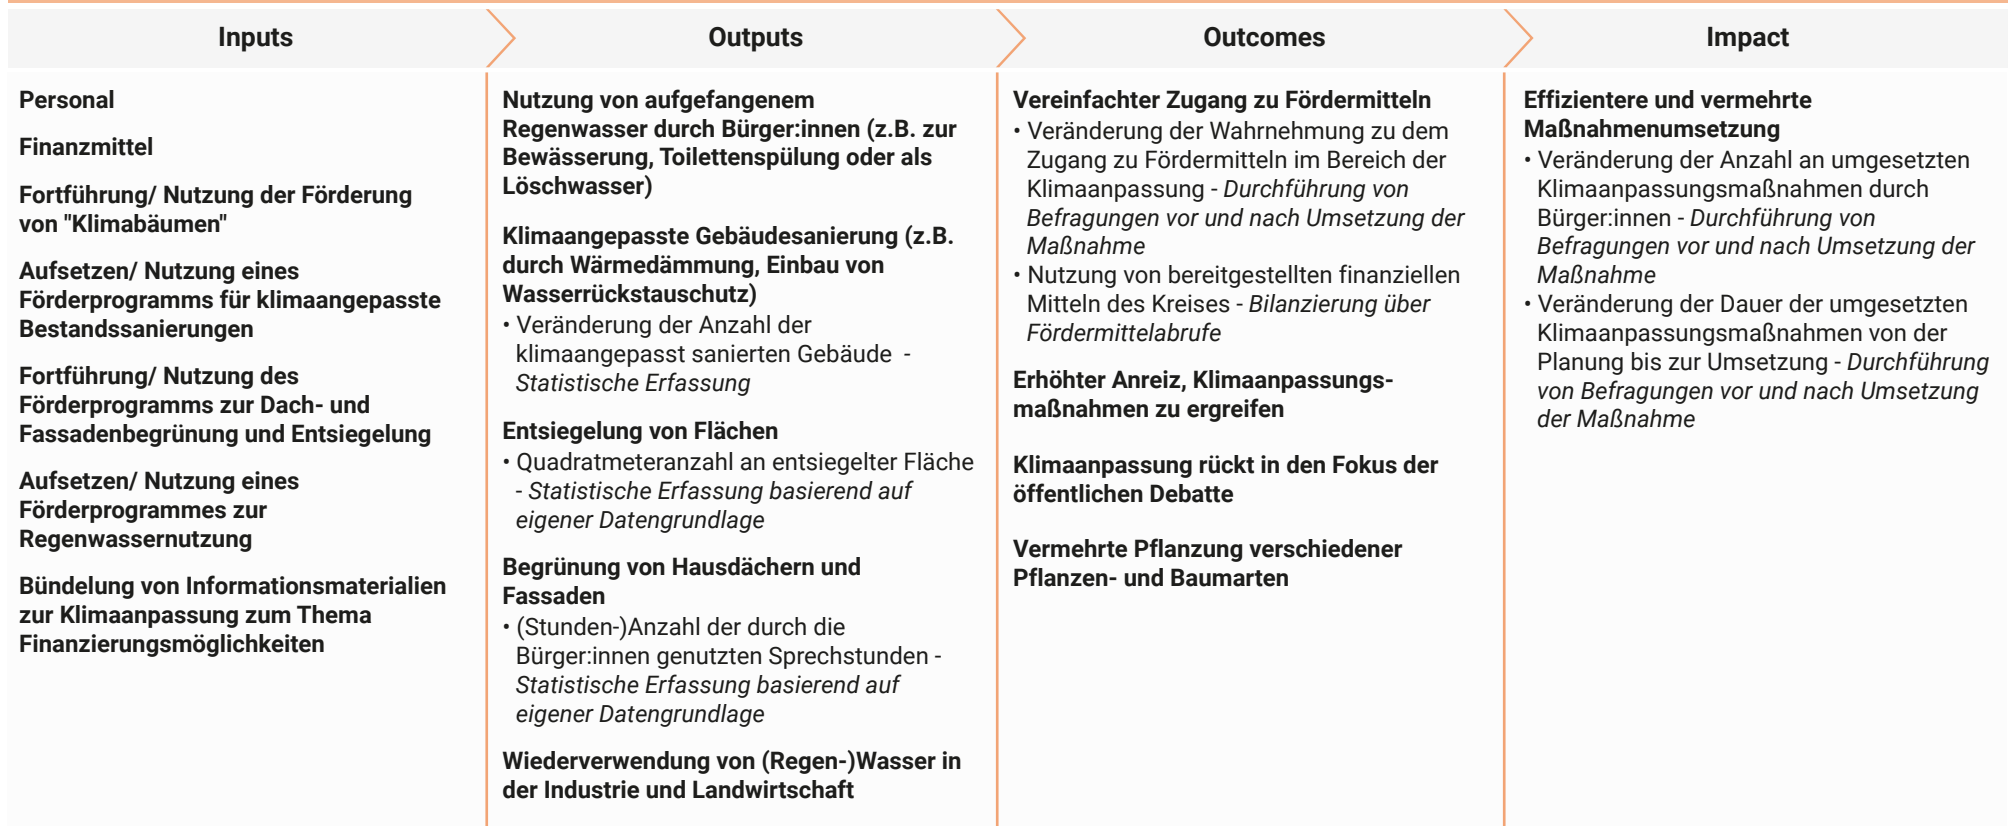 Inputs
Outputs
Outcomes
Impact
Personal
Finanzmittel
Fortführung/ Nutzung der Förderung
von "Klimabäumen"
Aufsetzen/ Nutzung eines
Förderprogramms für klimaangepasste
Bestandssanierungen
Fortführung/ Nutzung des
Förderprogramms zur Dach- und
Fassadenbegrünung und Entsiegelung
Aufsetzen/ Nutzung eines
Förderprogrammes zur
Regenwassernutzung
Bündelung von Informationsmaterialien
zur Klimaanpassung zum Thema
Finanzierungsmöglichkeiten
Nutzung von aufgefangenem
Regenwasser durch Bürger:innen (z.B. zur
Bewässerung, Toilettenspülung oder als
Löschwasser)
Klimaangepasste Gebäudesanierung (z.B.
durch Wärmedämmung, Einbau von
Wasserrückstauschutz)
• Veränderung der Anzahl der
klimaangepasst sanierten Gebäude -
Statistische Erfassung
Entsiegelung von Flächen
• Quadratmeteranzahl an entsiegelter Fläche
- Statistische Erfassung basierend auf
eigener Datengrundlage
Begrünung von Hausdächern und
Fassaden
• (Stunden-)Anzahl der durch die
Bürger:innen genutzten Sprechstunden -
Statistische Erfassung basierend auf
eigener Datengrundlage
Wiederverwendung von (Regen-)Wasser in
der Industrie und Landwirtschaft
Vereinfachter Zugang zu Fördermitteln
• Veränderung der Wahrnehmung zu dem
Zugang zu Fördermitteln im Bereich der
Klimaanpassung - Durchführung von
Befragungen vor und nach Umsetzung der
Maßnahme
• Nutzung von bereitgestellten finanziellen
Mitteln des Kreises - Bilanzierung über
Fördermittelabrufe
Erhöhter Anreiz, Klimaanpassungs-
maßnahmen zu ergreifen
Klimaanpassung rückt in den Fokus der
öffentlichen Debatte
Vermehrte Pflanzung verschiedener
Pflanzen- und Baumarten
Effizientere und vermehrte
Maßnahmenumsetzung
• Veränderung der Anzahl an umgesetzten
Klimaanpassungsmaßnahmen durch
Bürger:innen - Durchführung von
Befragungen vor und nach Umsetzung der
Maßnahme
• Veränderung der Dauer der umgesetzten
Klimaanpassungsmaßnahmen von der
Planung bis zur Umsetzung - Durchführung
von Befragungen vor und nach Umsetzung
der Maßnahme